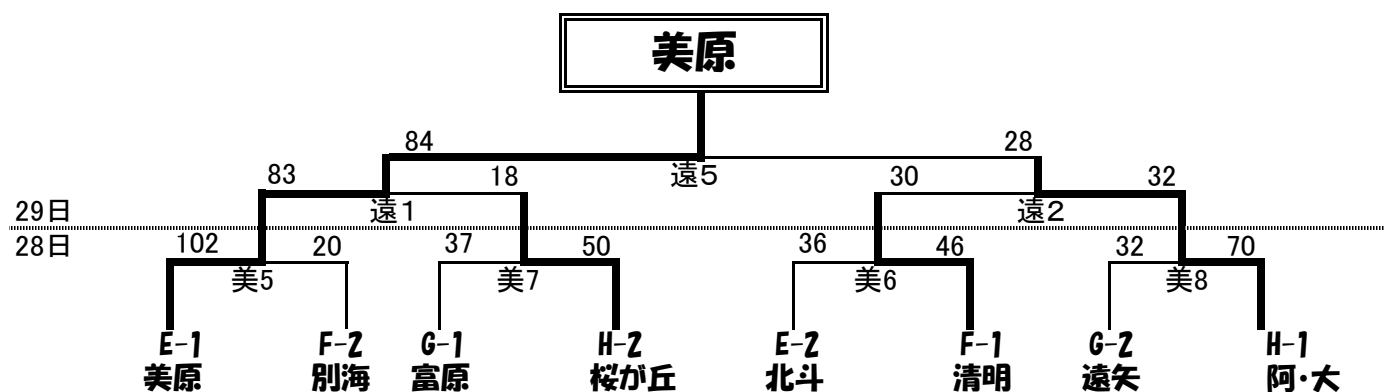 美原
84 28
遠5
83 18 30 32
29日 遠1 遠2
28日 102 20 37 50 36 46 32 70
美5 美7 美6 美8
E-1 F-2 G-1 H-2 E-2 F-1 G-2 H-1
美原 別海 富原 桜が丘 北斗 清明 遠矢 阿・大